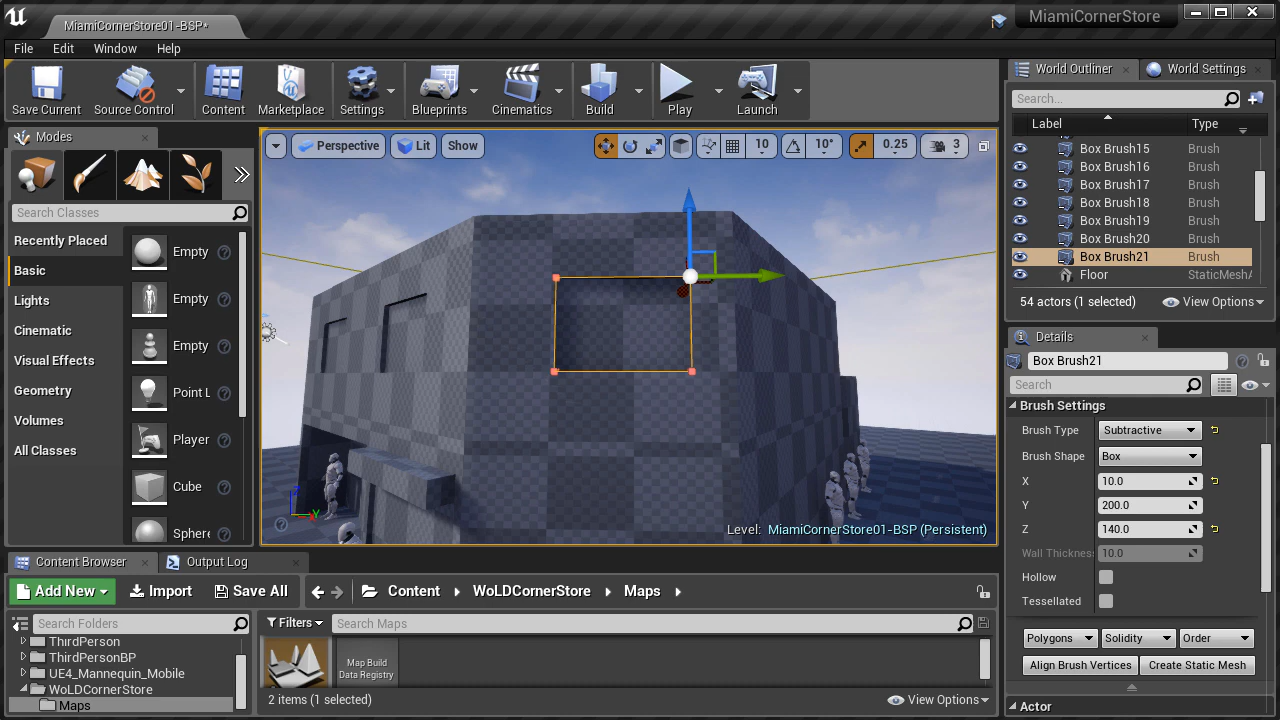 MiamiCornerStore01-BSP*
MiamiCornerStore
File Edit Window Help
Save Current
Source Control
Content
Marketplace
Settings
Blueprints
Cinematics
Build
Play
Launch
Modes
Search Classes
Recently Placed
Basic
Lights
Cinematic
Visual Effects
Geometry
Volumes
All Classes
Empty
Empty
Empty
Point L
Player
Cube
Sphere
Perspective
Lit
Show
10
10°
0.25
3
Y
Level: MiamiCornerStore01-BSP (Persistent)
World Outliner
World Settings
Search...
Label Type
Box Brush15 Brush
Box Brush16 Brush
Box Brush17 Brush
Box Brush18 Brush
Box Brush19 Brush
Box Brush20 Brush
Box Brush21 Brush
Floor StaticMeshA
54 actors (1 selected)
View Options
Details
Box Brush21
Search
Brush Settings
Brush Type Subtractive
Brush Shape Box
X 10.0
Y 200.0
Z 140.0
Wall Thickness 10.0
Hollow
Tessellated
Polygons Solidity Order
Align Brush Vertices Create Static Mesh
Actor
Content Browser
Output Log
Add New Import Save All
Content WoLDCornerStore Maps
Search Folders
ThirdPerson
ThirdPersonBP
UE4_Mannequin_Mobile
WoLDCornerStore
Maps
Filters
Search Maps
Map Build
Data Registry
2 items (1 selected)
View Options